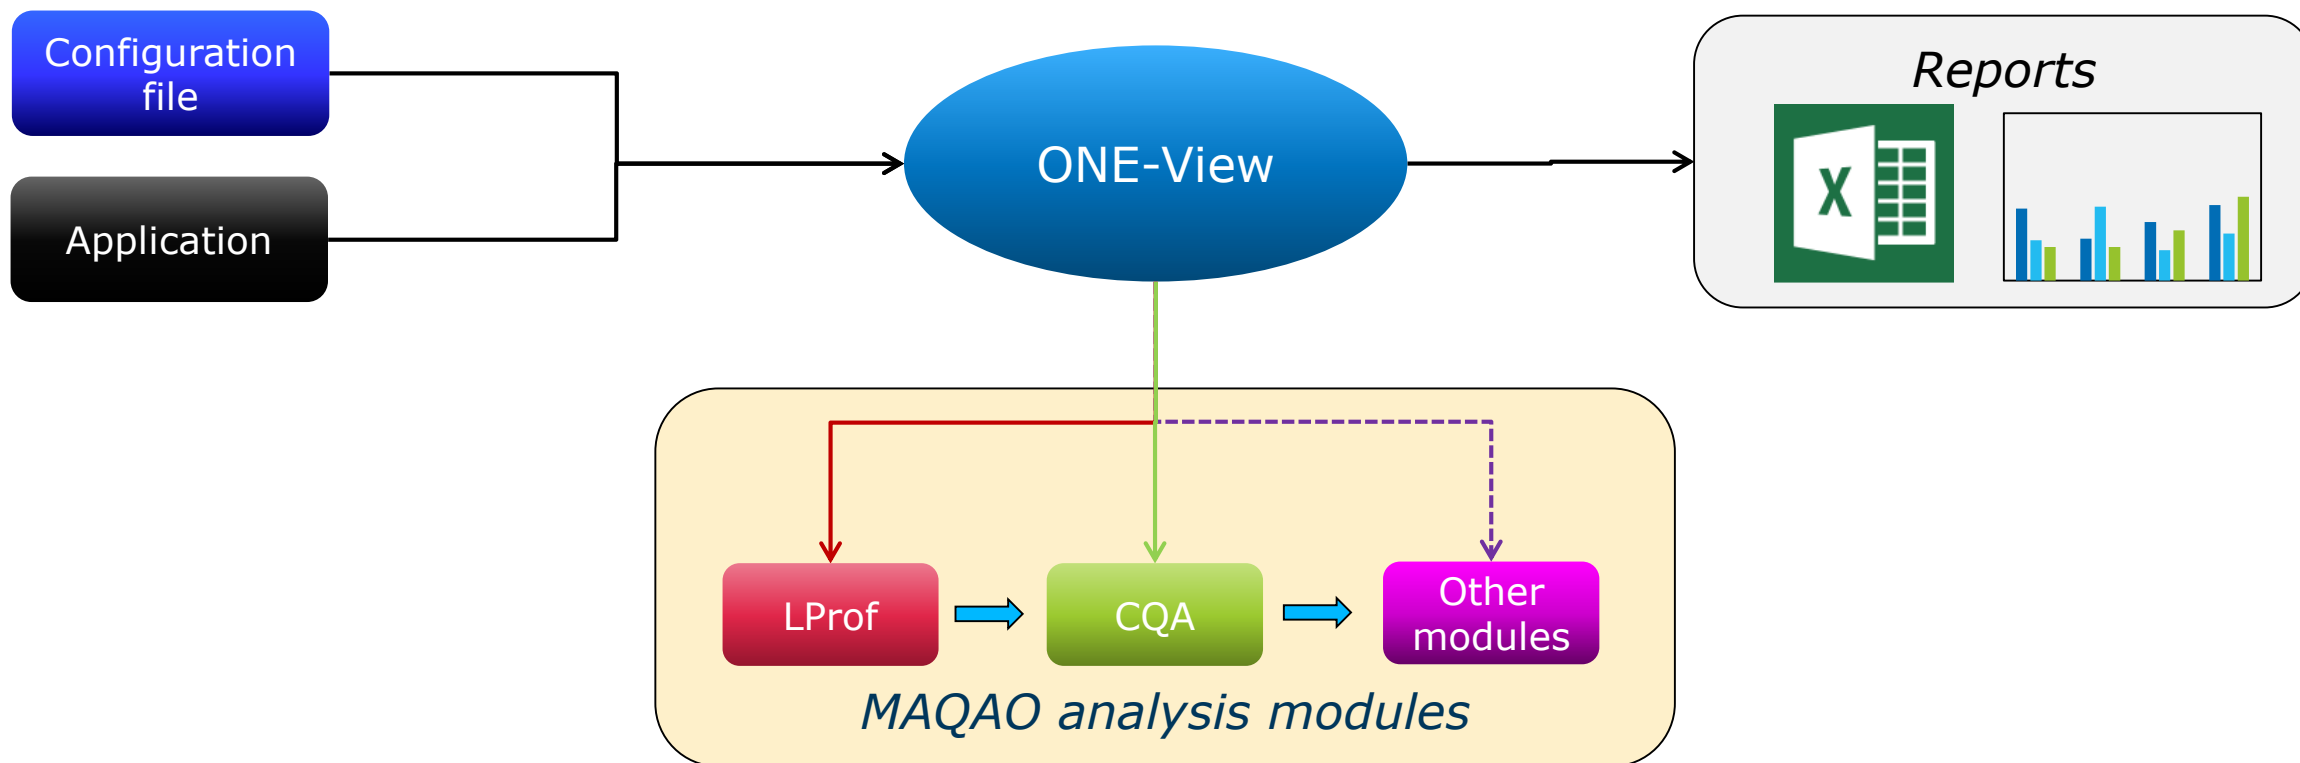 Configuration
file
Application
ONE-View
Reports
X
LProf
CQA
Other
modules
MAQAO analysis modules